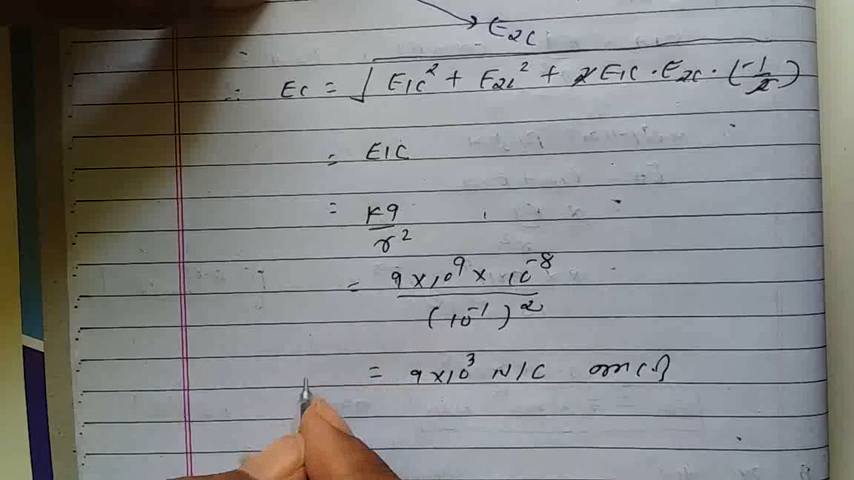 E2C
∴ EC = √(E1C² + E2C² + 2E1C · E2C · (-1/2))
= E1C
= Kq/r²
= 9 × 10⁹ × 10⁻⁸/(10⁻¹)²
= 9 × 10³ N/C